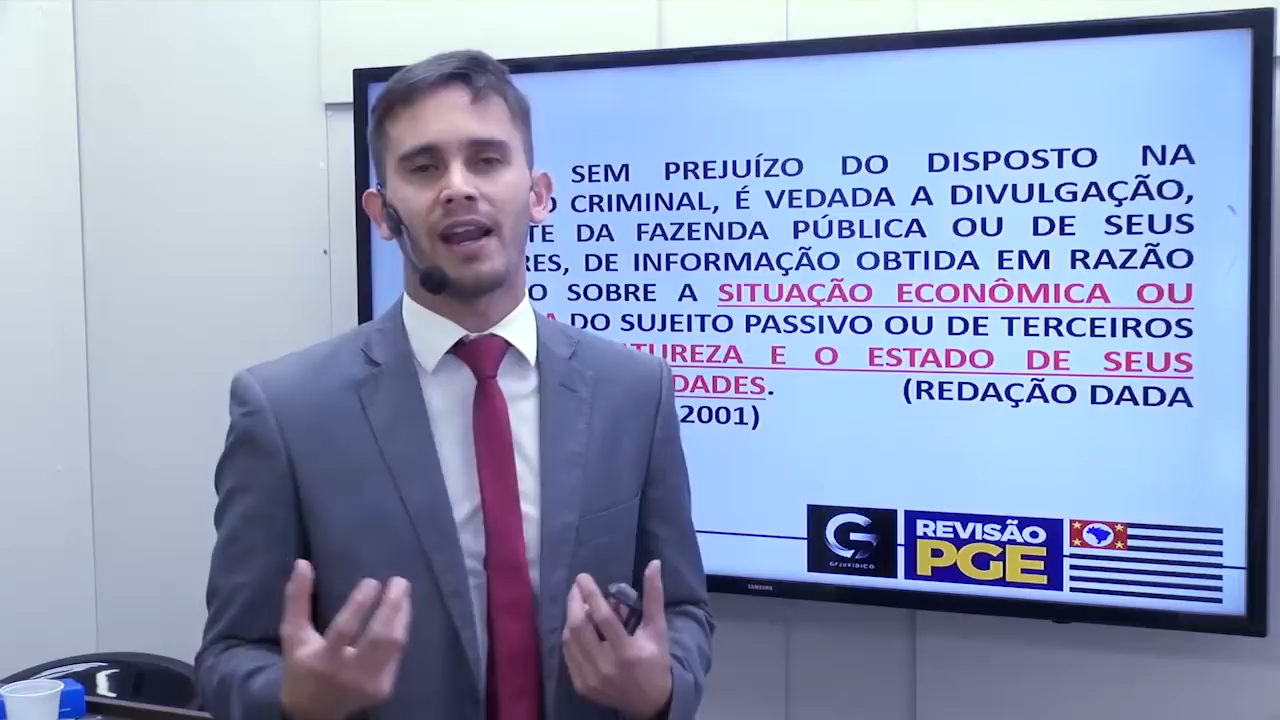 SEM PREJUÍZO DO DISPOSTO NA
CRIMINAL, É VEDADA A DIVULGAÇÃO,
TE DA FAZENDA PÚBLICA OU DE SEUS
RES, DE INFORMAÇÃO OBTIDA EM RAZÃO
O SOBRE A SITUAÇÃO ECONÔMICA OU
A DO SUJEITO PASSIVO OU DE TERCEIROS
TUREZA E O ESTADO DE SEUS
DADES. (REDAÇÃO DADA
2001)
G7 JURÍDICO
REVISÃO
PGE
SAMSUNG